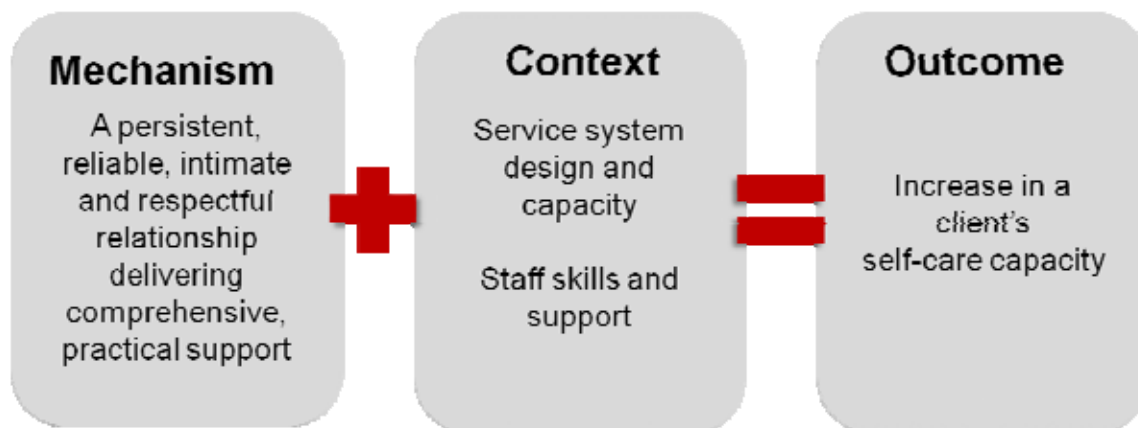 Mechanism
A persistent,
reliable, intimate
and respectful
relationship
delivering
comprehensive,
practical support
Context
Service system
design and
capacity
Staff skills and
support
Outcome
Increase in a
client's
self-care capacity